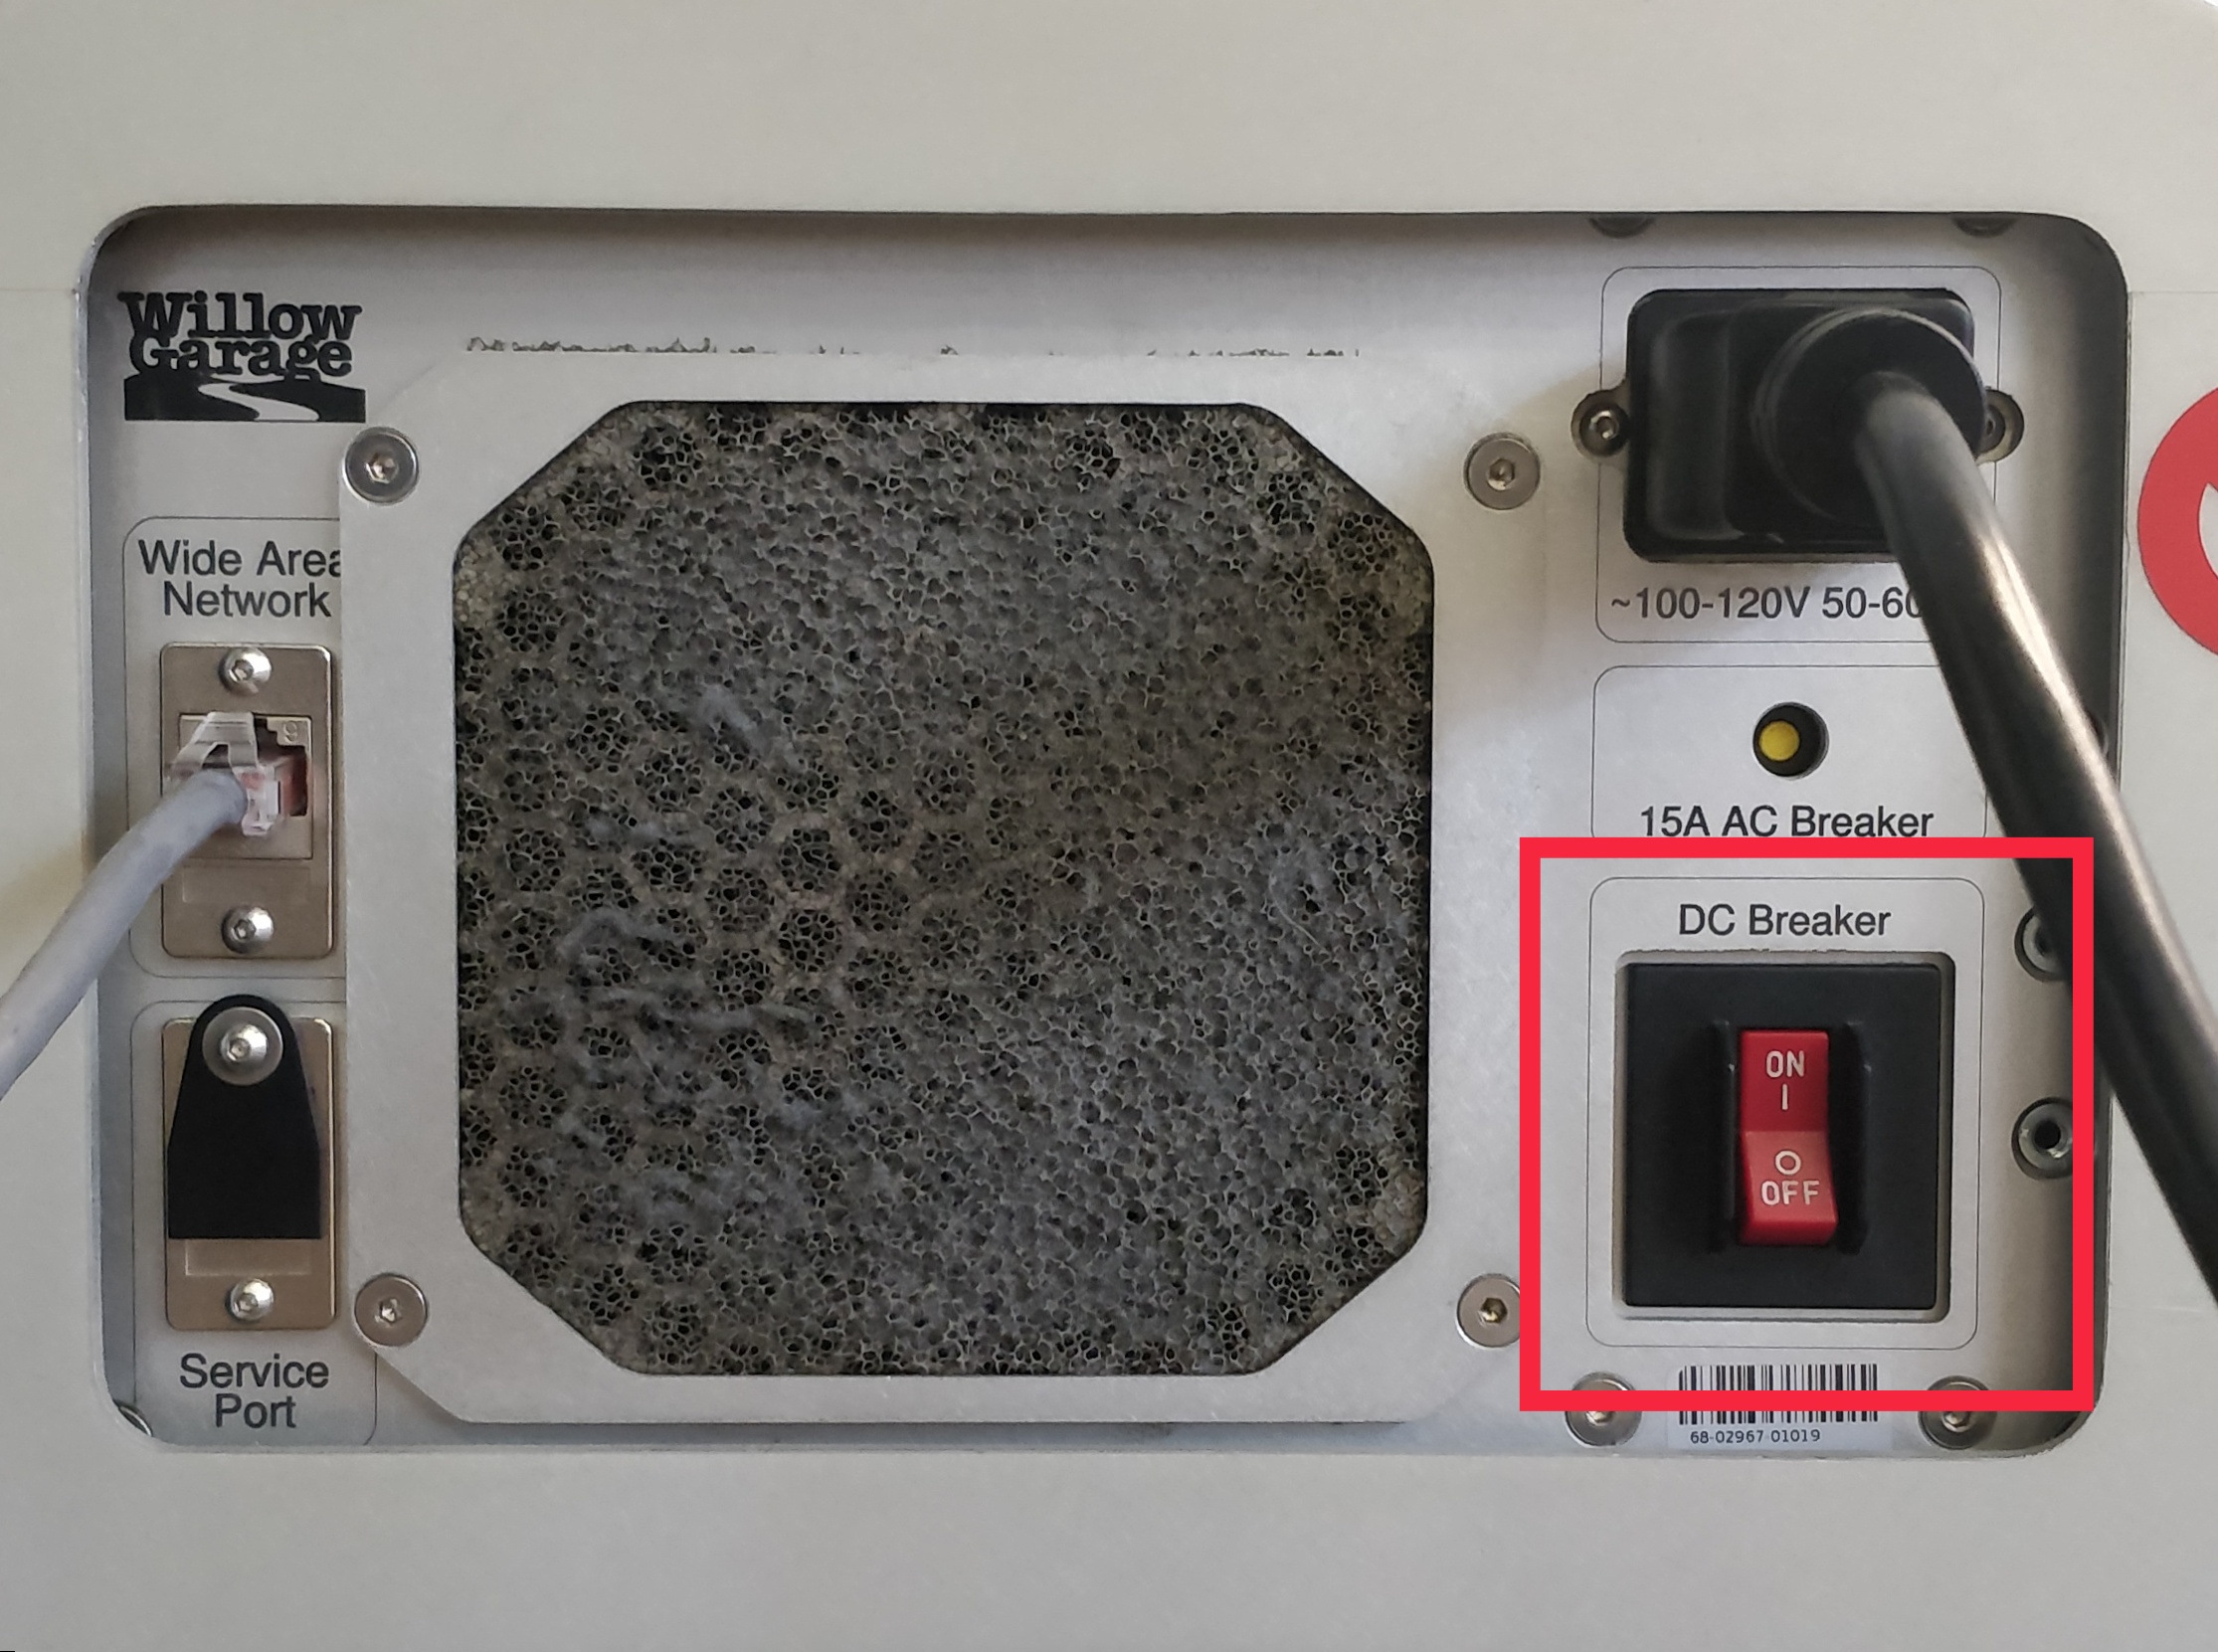 Willow
Garage
Wide Area
Network
Service
Port
~100-120V 50-60
15A AC Breaker
DC Breaker
ON
I
O
OFF
68-02967-01019